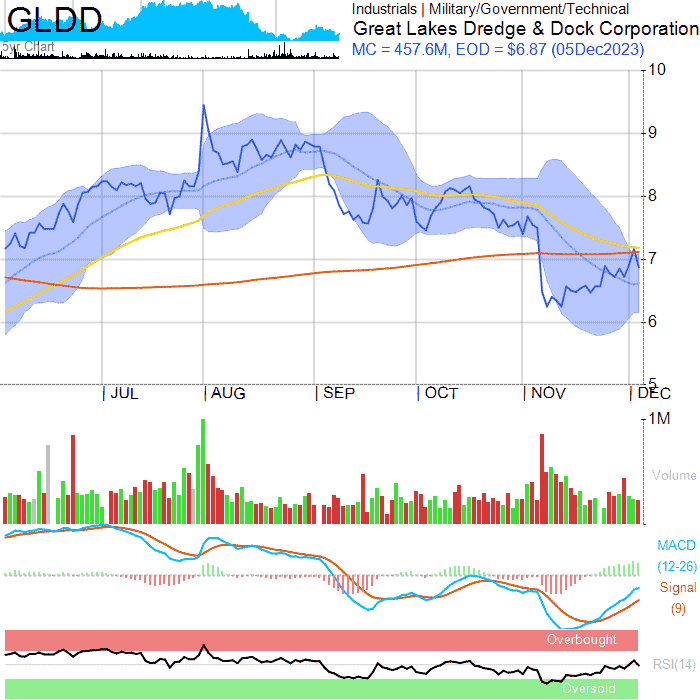 GLDD
5yr Chart
Industrials | Military/Government/Technical
Great Lakes Dredge & Dock Corporation
MC = 457.6M, EOD = $6.87 (05Dec2023)
10
9
8
7
6
5
JUL AUG SEP OCT NOV DEC
1M
Volume
MACD
(12-26)
Signal
(9)
Overbought
RSI(14)
Oversold